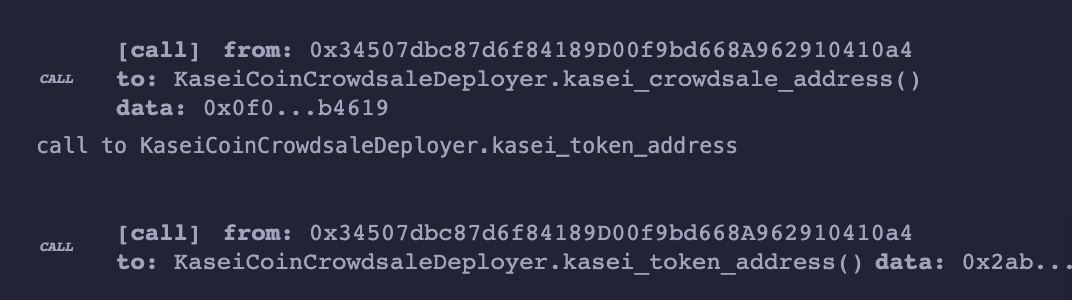 [call] from: 0x34507dbc87d6f84189D00f9bd668A962910410a4
CALL to: KaseiCoinCrowdsaleDeployer.kasei_crowdsale_address()
data: 0x0f0...b4619
call to KaseiCoinCrowdsaleDeployer.kasei_token_address
[call] from: 0x34507dbc87d6f84189D00f9bd668A962910410a4
CALL
to: KaseiCoinCrowdsaleDeployer.kasei_token_address() data: 0x2ab...